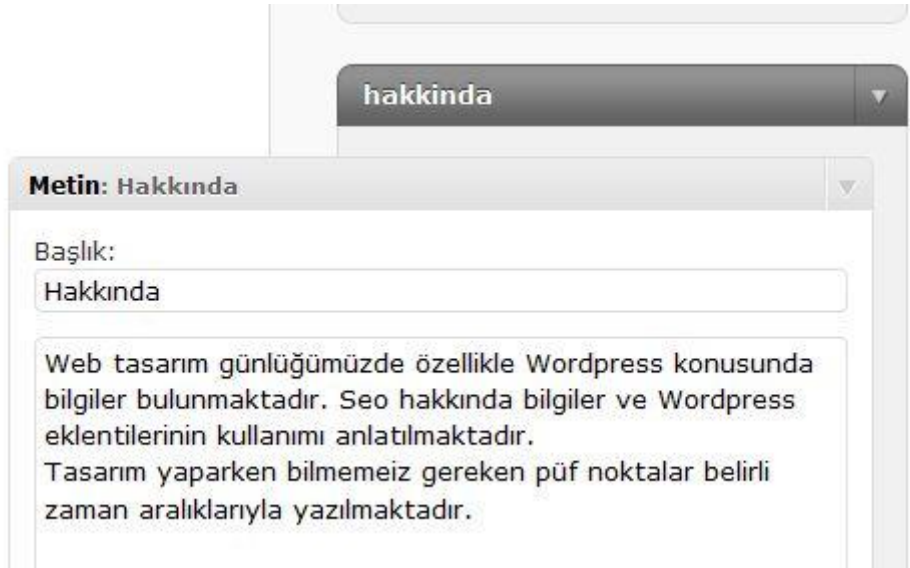 hakkinda
Metin: Hakkında
Başlık:
Hakkında
Web tasarım günlüğümüzde özellikle Wordpress konusunda
bilgiler bulunmaktadır. Seo hakkında bilgiler ve Wordpress
eklentilerinin kullanımı anlatılmaktadır.
Tasarım yaparken bilmemeiz gereken püf noktalar belirli
zaman aralıklarıyla yazılmaktadır.